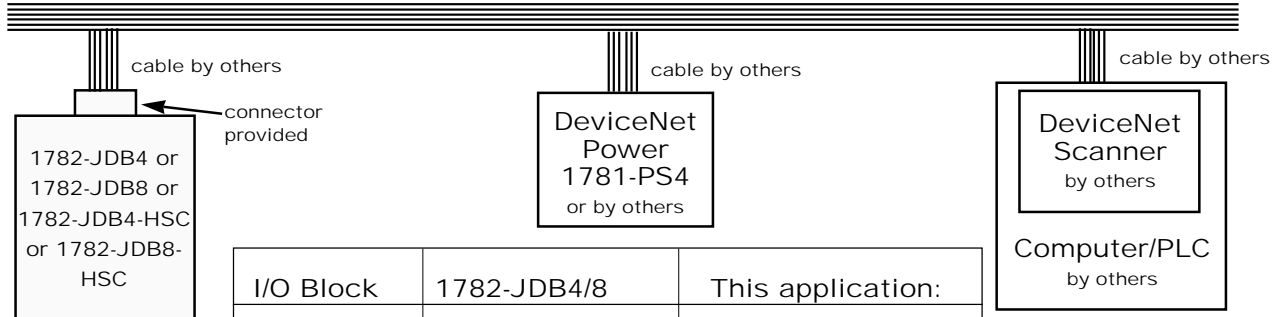 cable by others
connector
provided
1782-JDB4 or
1782-JDB8 or
1782-JDB4-HSC
or 1782-JDB8-
HSC
cable by others
DeviceNet
Power
1781-PS4
or by others
cable by others
DeviceNet
Scanner
by others
Computer/PLC
by others
I/O Block
1782-JDB4/8
This application: